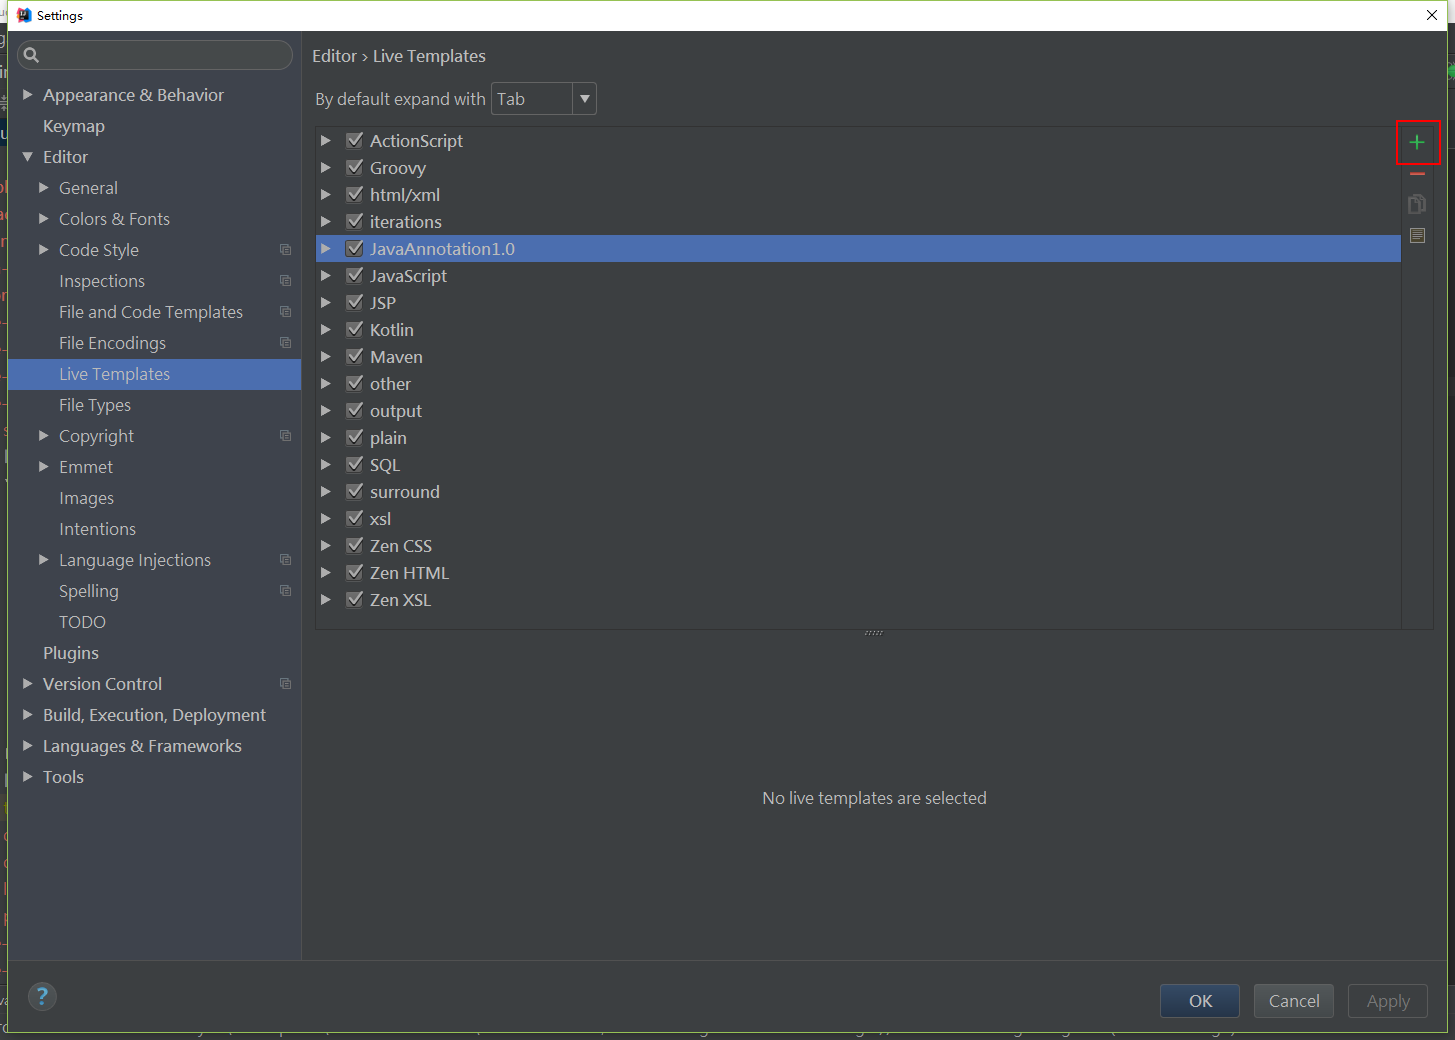 Settings
Appearance & Behavior
Keymap
Editor
General
Colors & Fonts
Code Style
Inspections
File and Code Templates
File Encodings
Live Templates
File Types
Copyright
Emmet
Images
Intentions
Language Injections
Spelling
TODO
Plugins
Version Control
Build, Execution, Deployment
Languages & Frameworks
Tools
Editor › Live Templates
By default expand with Tab
ActionScript
Groovy
html/xml
iterations
JavaAnnotation1.0
JavaScript
JSP
Kotlin
Maven
other
output
plain
SQL
surround
xsl
Zen CSS
Zen HTML
Zen XSL
No live templates are selected
?
OK Cancel Apply